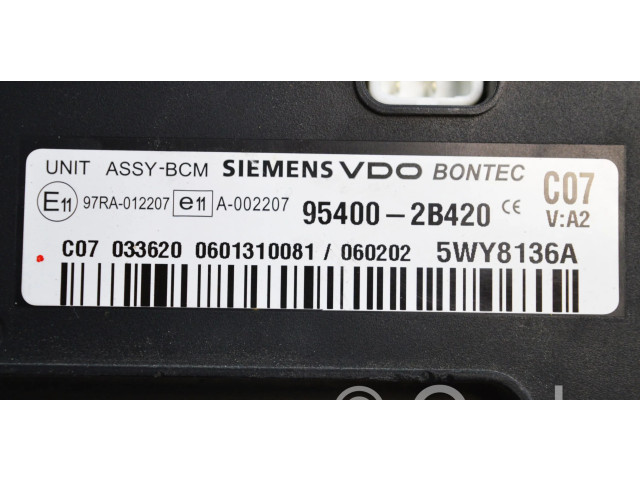 UNIT ASSY-BCM SIEMENS VDO BONTEC C07
E11 97RA-012207 e11 A-002207 95400-2B420 CE V:A2
C07 033620 0601310081 / 060202 5WY8136A